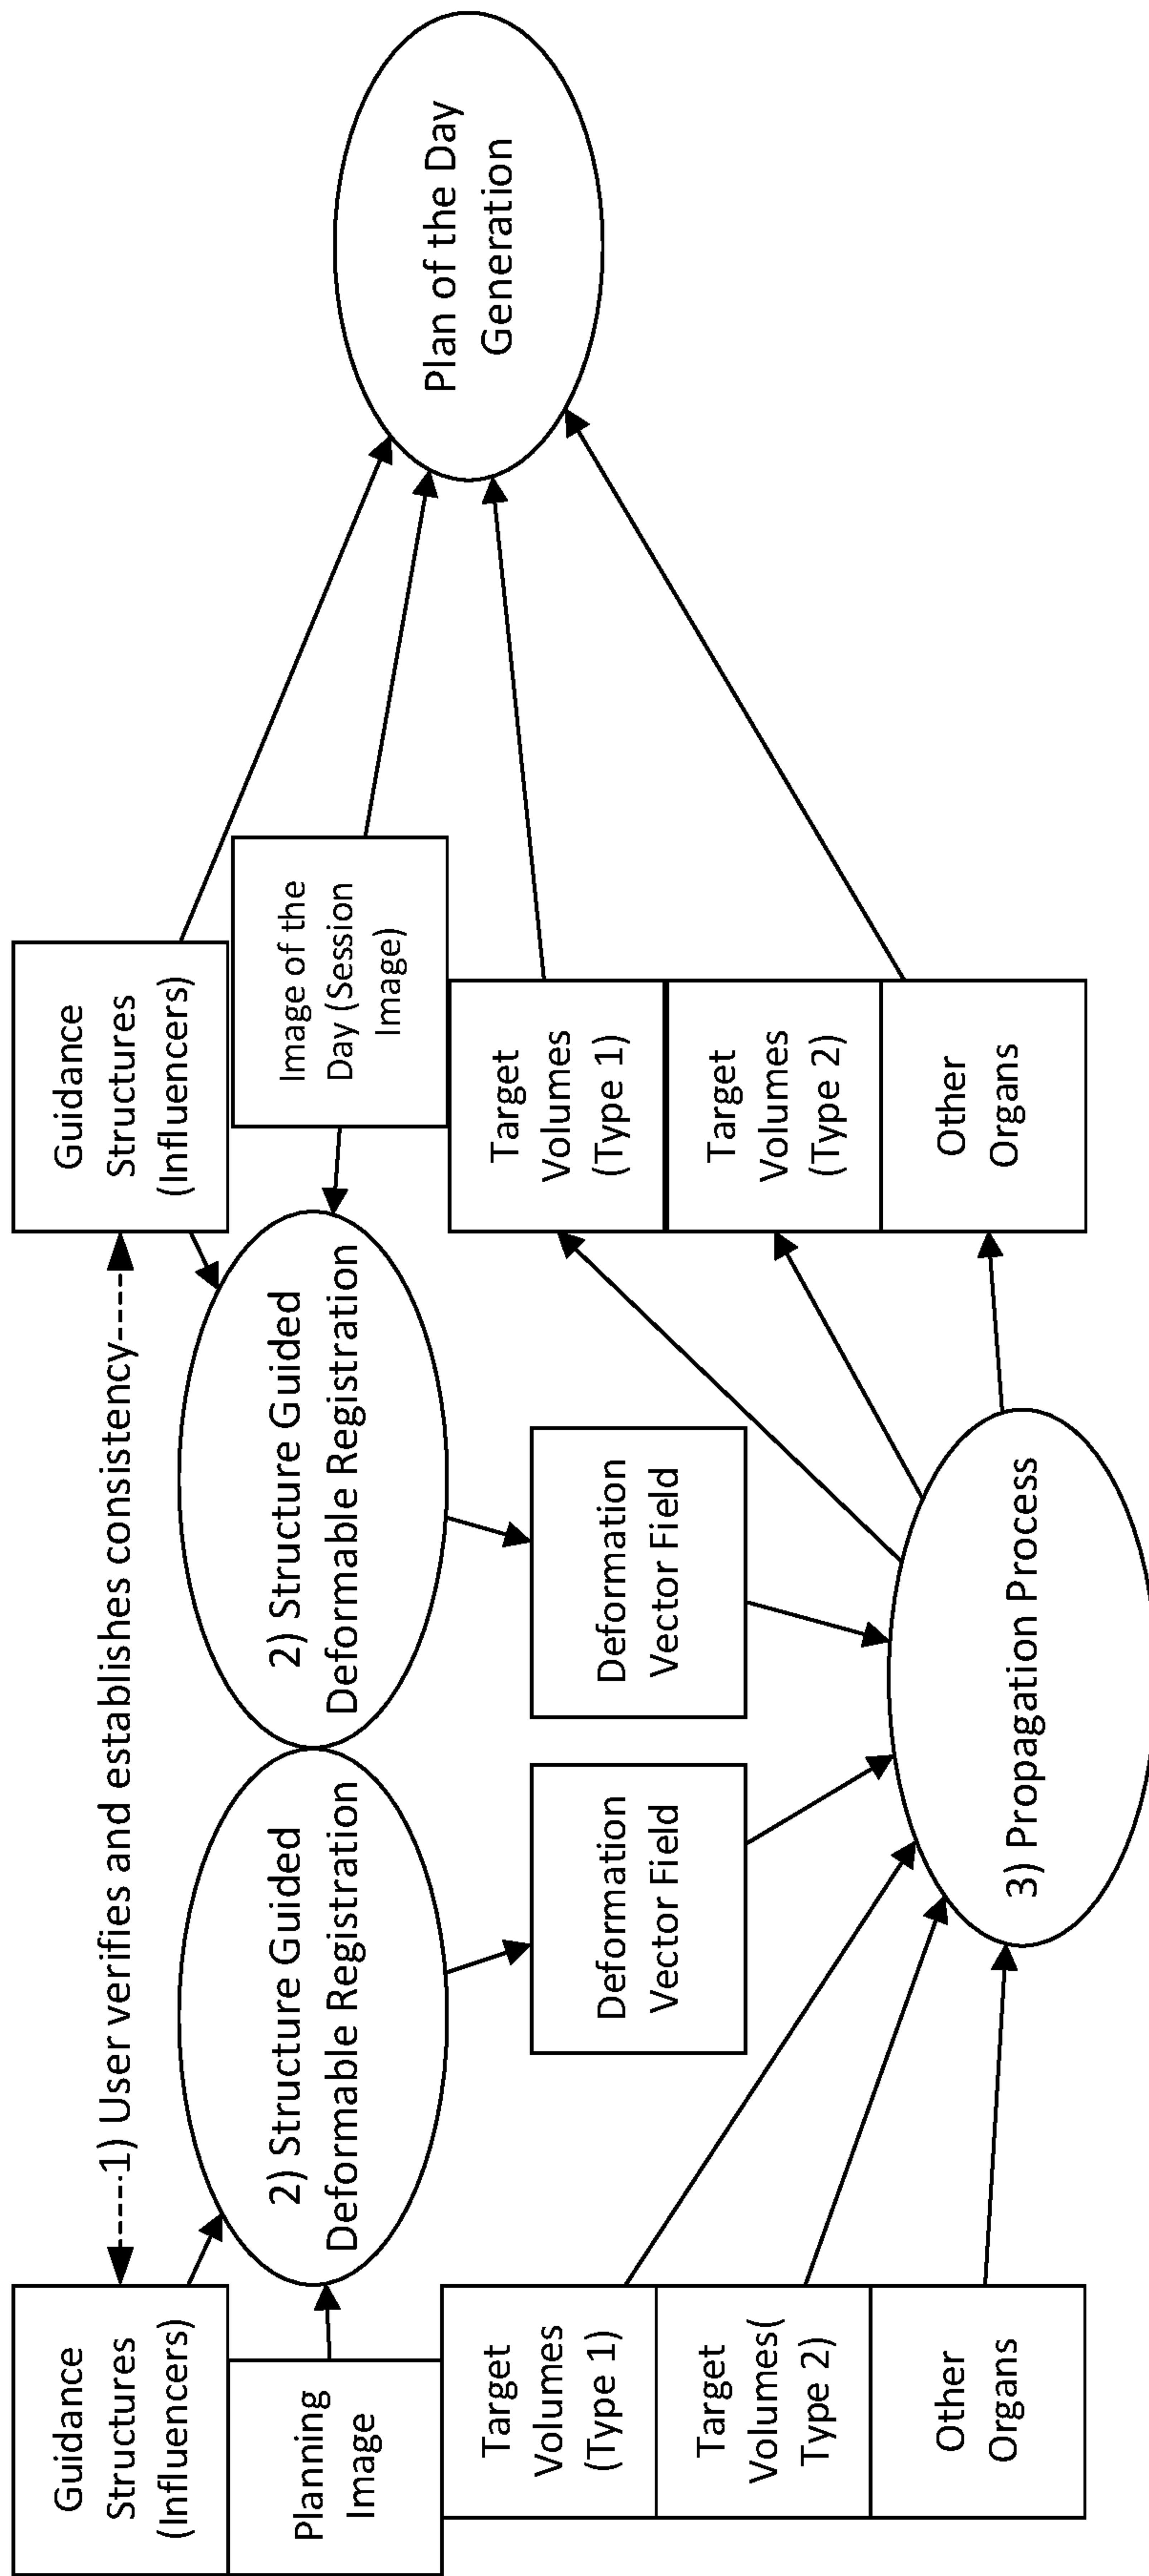 Guidance
Structures
(Influencers)
Planning
Image
Target
Volumes
(Type 1)
Target
Volumes(
Type 2)
Other
Organs
1) User verifies and establishes consistency
2) Structure Guided
Deformable Registration
2) Structure Guided
Deformable Registration
Deformation
Vector Field
Deformation
Vector Field
3) Propagation Process
Guidance
Structures
(Influencers)
Image of the
Day (Session
Image)
Target
Volumes
(Type 1)
Target
Volumes
(Type 2)
Other
Organs
Plan of the Day
Generation